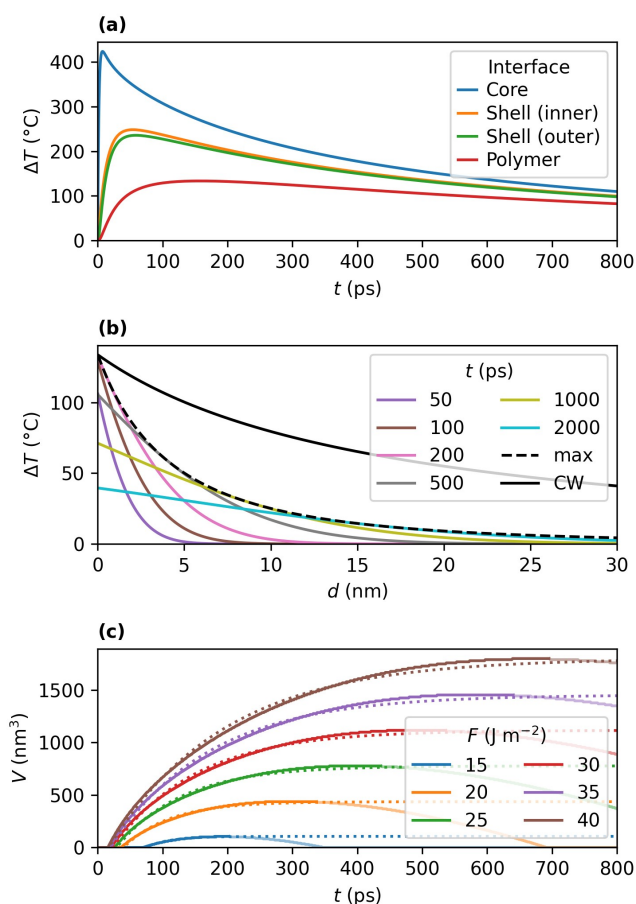 (a)
400
300
200
100
0
ΔT (°C)
Interface
Core
Shell (inner)
Shell (outer)
Polymer
0 100 200 300 400 500 600 700 800
t (ps)
(b)
100
50
0
ΔT (°C)
t (ps)
50 1000
100 2000
200 max
500 CW
0 5 10 15 20 25 30
d (nm)
(c)
1500
1000
500
0
V (nm³)
F (J m⁻²)
15 30
20 35
25 40
0 100 200 300 400 500 600 700 800
t (ps)